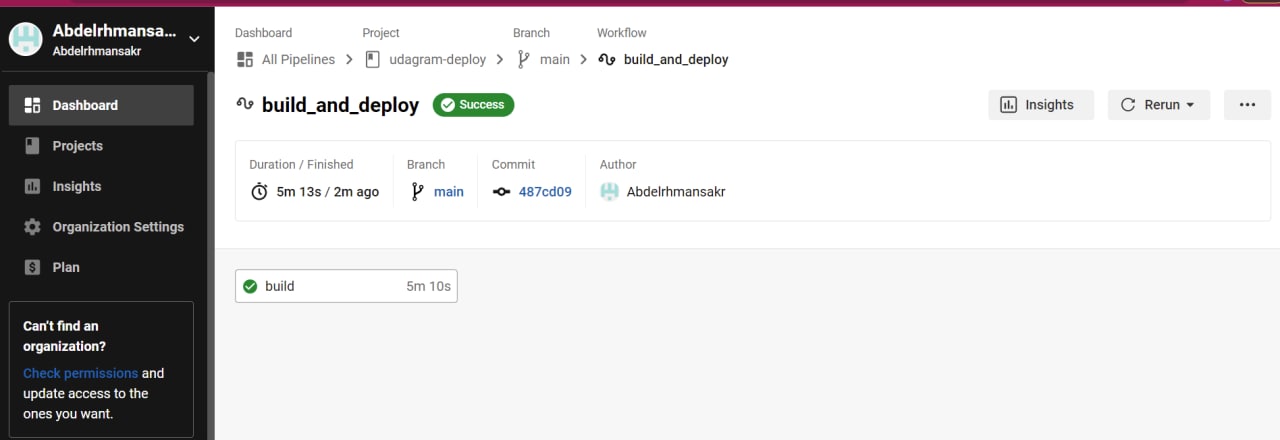 Abdelrhmansa...
Abdelrhmansakr
Dashboard
Projects
Insights
Organization Settings
Plan
Can't find an
organization?
Check permissions and
update access to the
ones you want.
Dashboard Project Branch Workflow
All Pipelines udagram-deploy main build_and_deploy
build_and_deploy Success Insights Rerun
Duration / Finished Branch Commit Author
5m 13s / 2m ago main 487cd09 Abdelrhmansakr
build 5m 10s